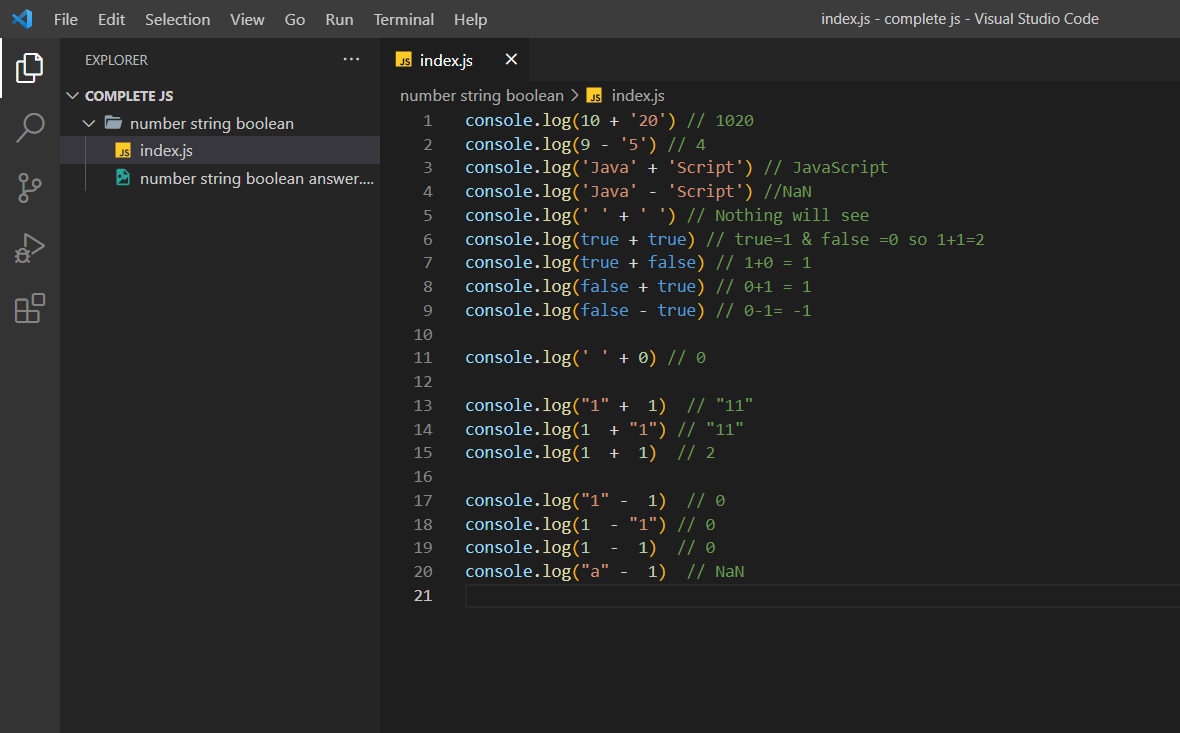 File Edit Selection View Go Run Terminal Help index.js - complete js - Visual Studio Code
EXPLORER ...
COMPLETE JS
number string boolean
JS index.js
number string boolean answer....
JS index.js ×
number string boolean > JS index.js
1 console.log(10 + '20') // 1020
2 console.log(9 - '5') // 4
3 console.log('Java' + 'Script') // JavaScript
4 console.log('Java' - 'Script') //NaN
5 console.log(' ' + ' ') // Nothing will see
6 console.log(true + true) // true=1 & false =0 so 1+1=2
7 console.log(true + false) // 1+0 = 1
8 console.log(false + true) // 0+1 = 1
9 console.log(false - true) // 0-1= -1
10
11 console.log(' ' + 0) // 0
12
13 console.log("1" +  1)  // "11"
14 console.log(1  + "1") // "11"
15 console.log(1  +  1)  // 2
16
17 console.log("1" -  1)  // 0
18 console.log(1  - "1") // 0
19 console.log(1  -  1)  // 0
20 console.log("a" -  1)  // NaN
21